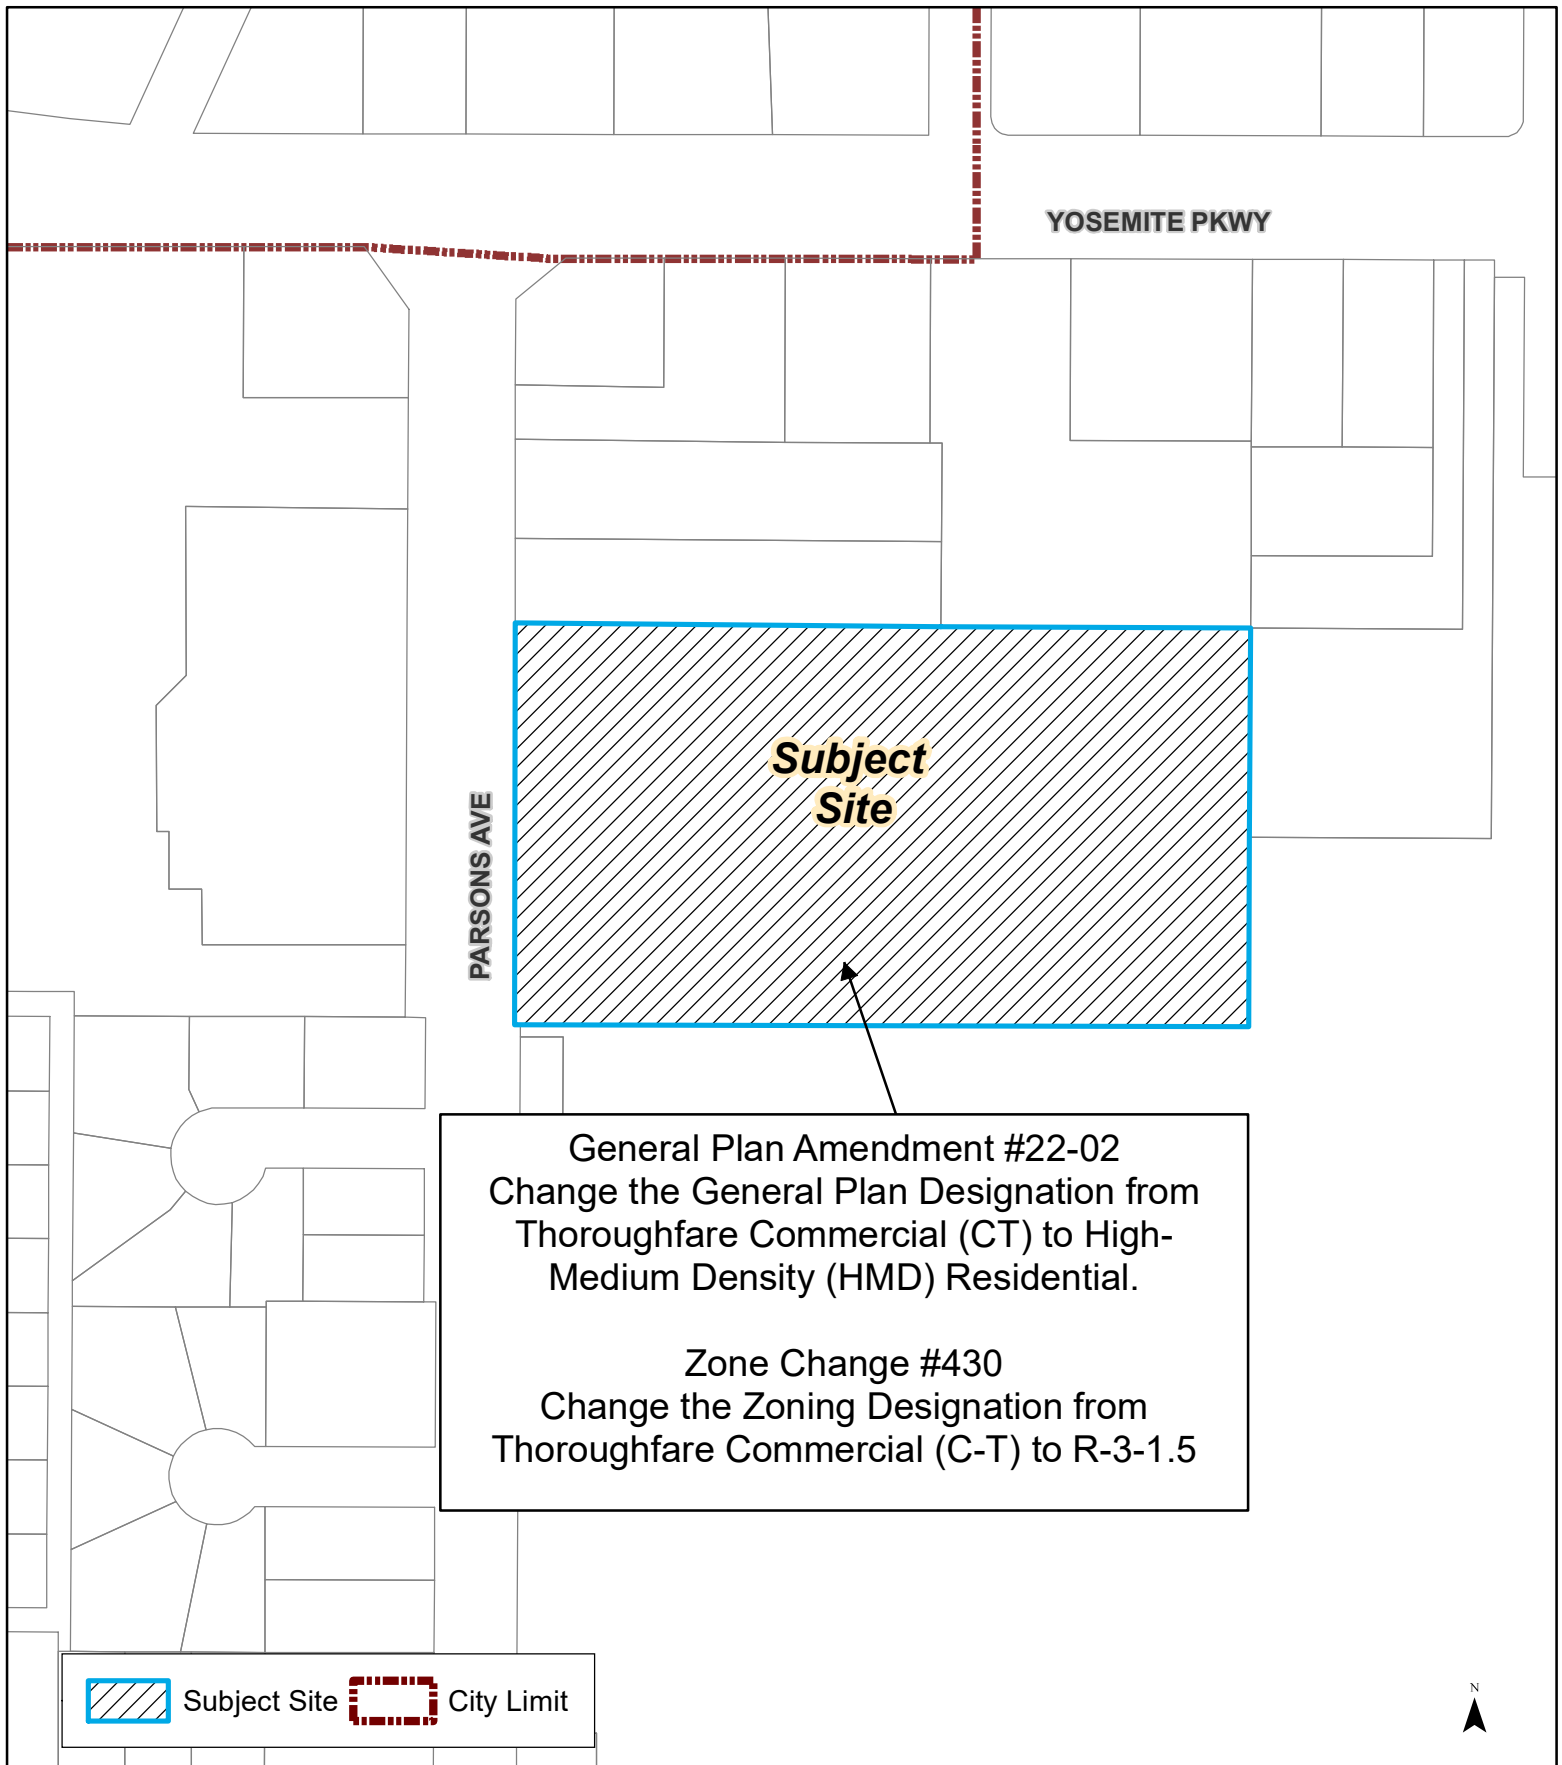 YOSEMITE PKWY
Subject
Site
PARSONS AVE
General Plan Amendment #22-02
Change the General Plan Designation from
Thoroughfare Commercial (CT) to High-
Medium Density (HMD) Residential.
Zone Change #430
Change the Zoning Designation from
Thoroughfare Commercial (C-T) to R-3-1.5
Subject Site
City Limit
N